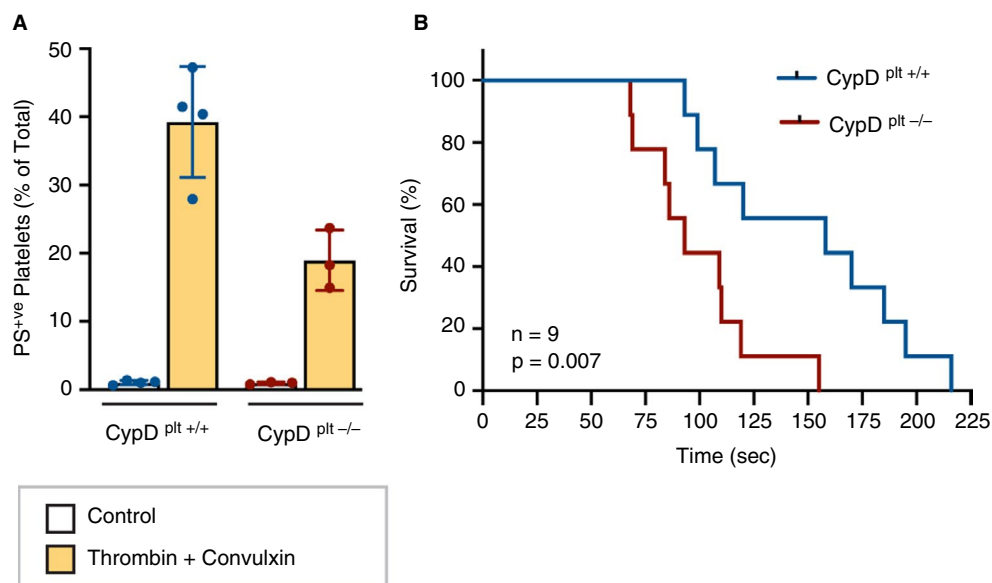 A
PS+ve Platelets (% of Total)
50
40
30
20
10
0
CypD plt +/+
CypD plt –/–
Control
Thrombin + Convulxin
B
Survival (%)
100
80
60
40
20
0
CypD plt +/+
CypD plt –/–
n = 9
p = 0.007
0 25 50 75 100 125 150 175 200 225
Time (sec)